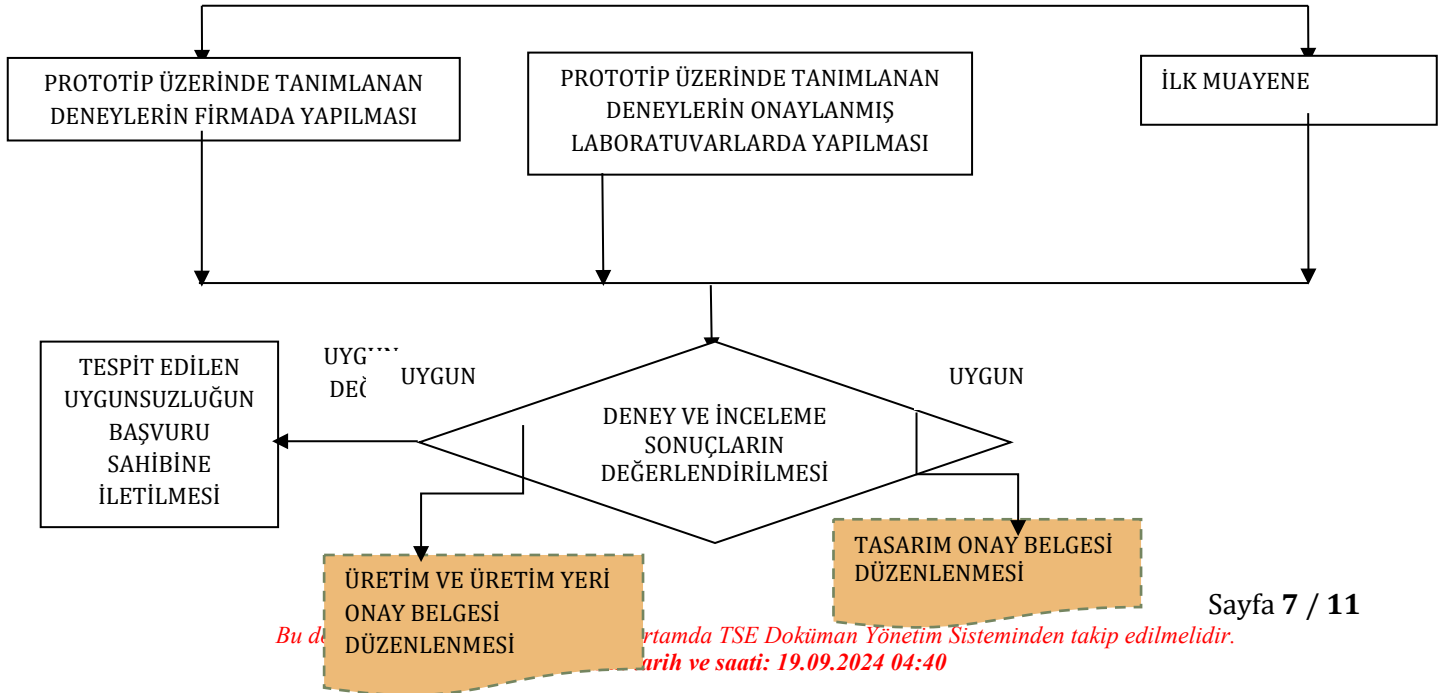 PROTOTİP ÜZERİNDE TANIMLANAN
DENEYLERİN FİRMADA YAPILMASI
PROTOTİP ÜZERİNDE TANIMLANAN
DENEYLERİN ONAYLANMIŞ
LABORATUVARLARDA YAPILMASI
İLK MUAYENE
TESPİT EDİLEN
UYGUNSUZLUĞUN
BAŞVURU
SAHİBİNE
İLETİLMESİ
UYGUN
UYGUN
DENEY VE İNCELEME
SONUÇLARIN
DEĞERLENDİRİLMESİ
ÜRETİM VE ÜRETİM YERİ
ONAY BELGESİ
DÜZENLENMESİ
TASARIM ONAY BELGESİ
DÜZENLENMESİ
Sayfa 7 / 11
Bu TSE Doküman Yönetim Sisteminden takip edilmelidir.
ve saati: 19.09.2024 04:40